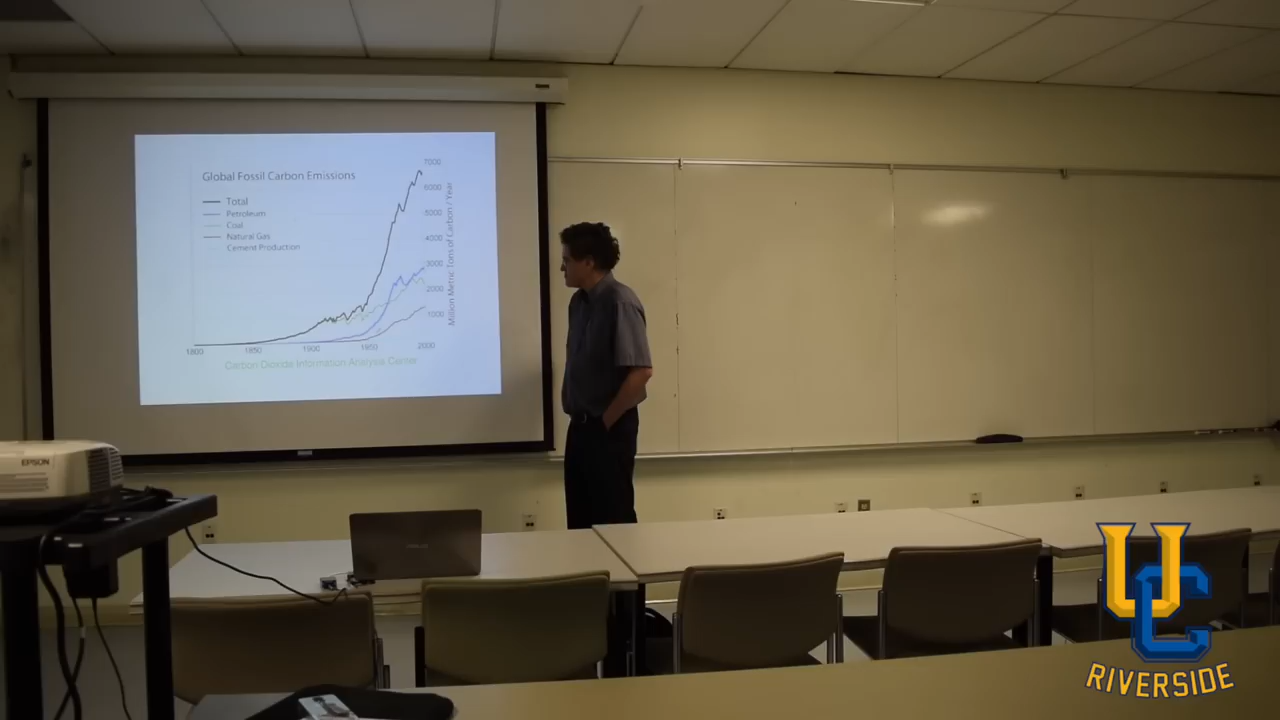 Global Fossil Carbon Emissions
Total
Petroleum
Coal
Natural Gas
Cement Production
7000
6000
5000
4000
3000
2000
1000
Million Metric Tons of Carbon / Year
1800 1850 1900 1950 2000
Carbon Dioxide Information Analysis Center
EPSON
UC
RIVERSIDE